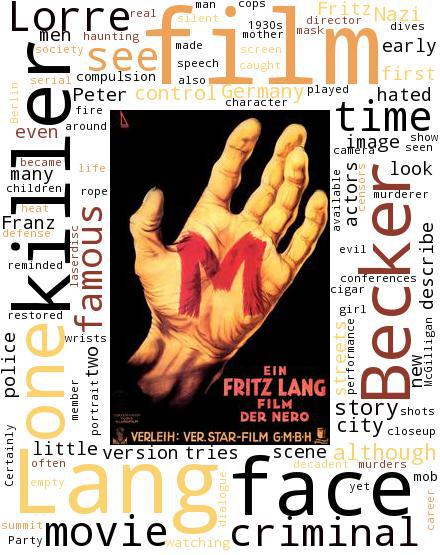 Lorre
film
man
cops
Fritz
Nazi
real
silent
1930s
director
men
haunting
see
made
mother
mask
dives
early
society
screen
speech
caught
first
serial
compulsion
also
Peter
control
Germany
played
hated
Berlin
character
fire
time
even
around
killer
image
show
camera
seen
became
many
life
look
children
rope
actors
censors
murderer
heat
available
Franz
defense
famous
laserdisc
Becker
evil
reminded
conferences
cigar
describe
restored
girl
McGilligan
wrists
streets
performance
new
police
one
two
member
portrait
M
EIN
FRITZ LANG
FILM
DER NERO
VERLEIH: VER. STAR-FILM G·M·B·H
story
shots
city
closeup
Certainly
little
version
tries
scene
although
often
Lang
decadent
murders
empty
dialogue
face
yet
mob
summit
career
Party
movie
watching
criminal